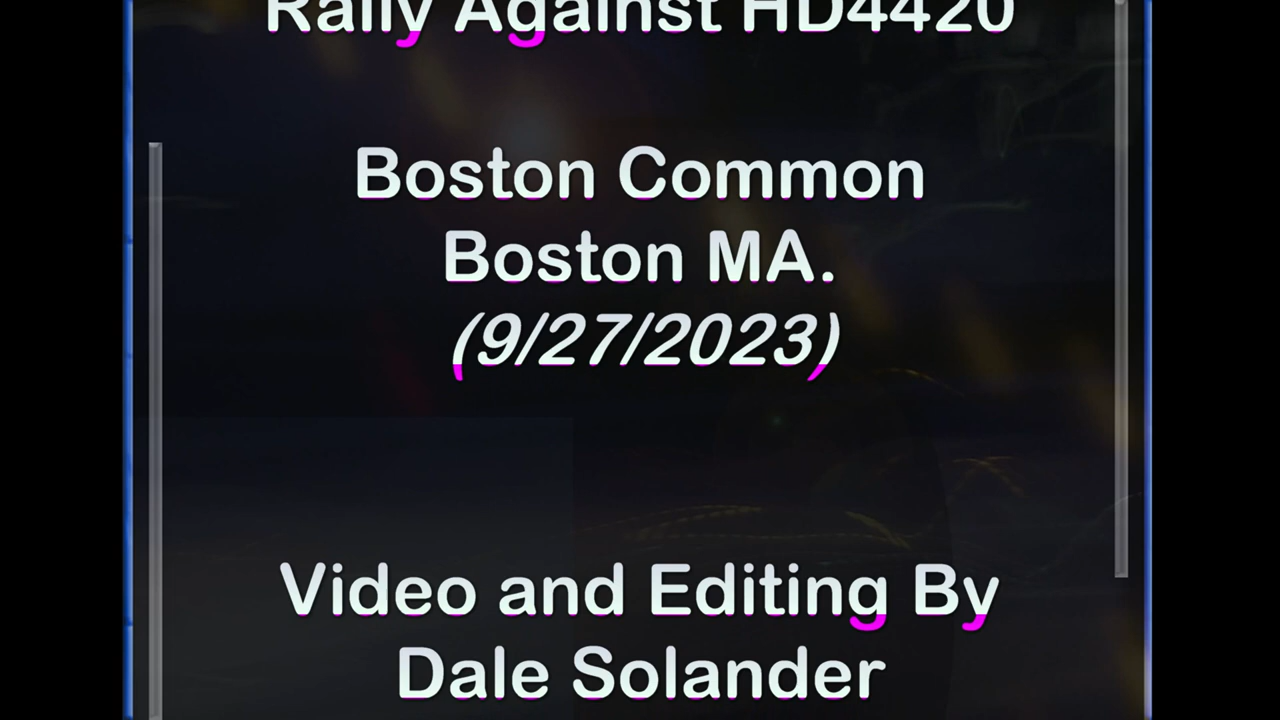 Rally Against HD4420
Boston Common
Boston MA.
(9/27/2023)
Video and Editing By
Dale Solander